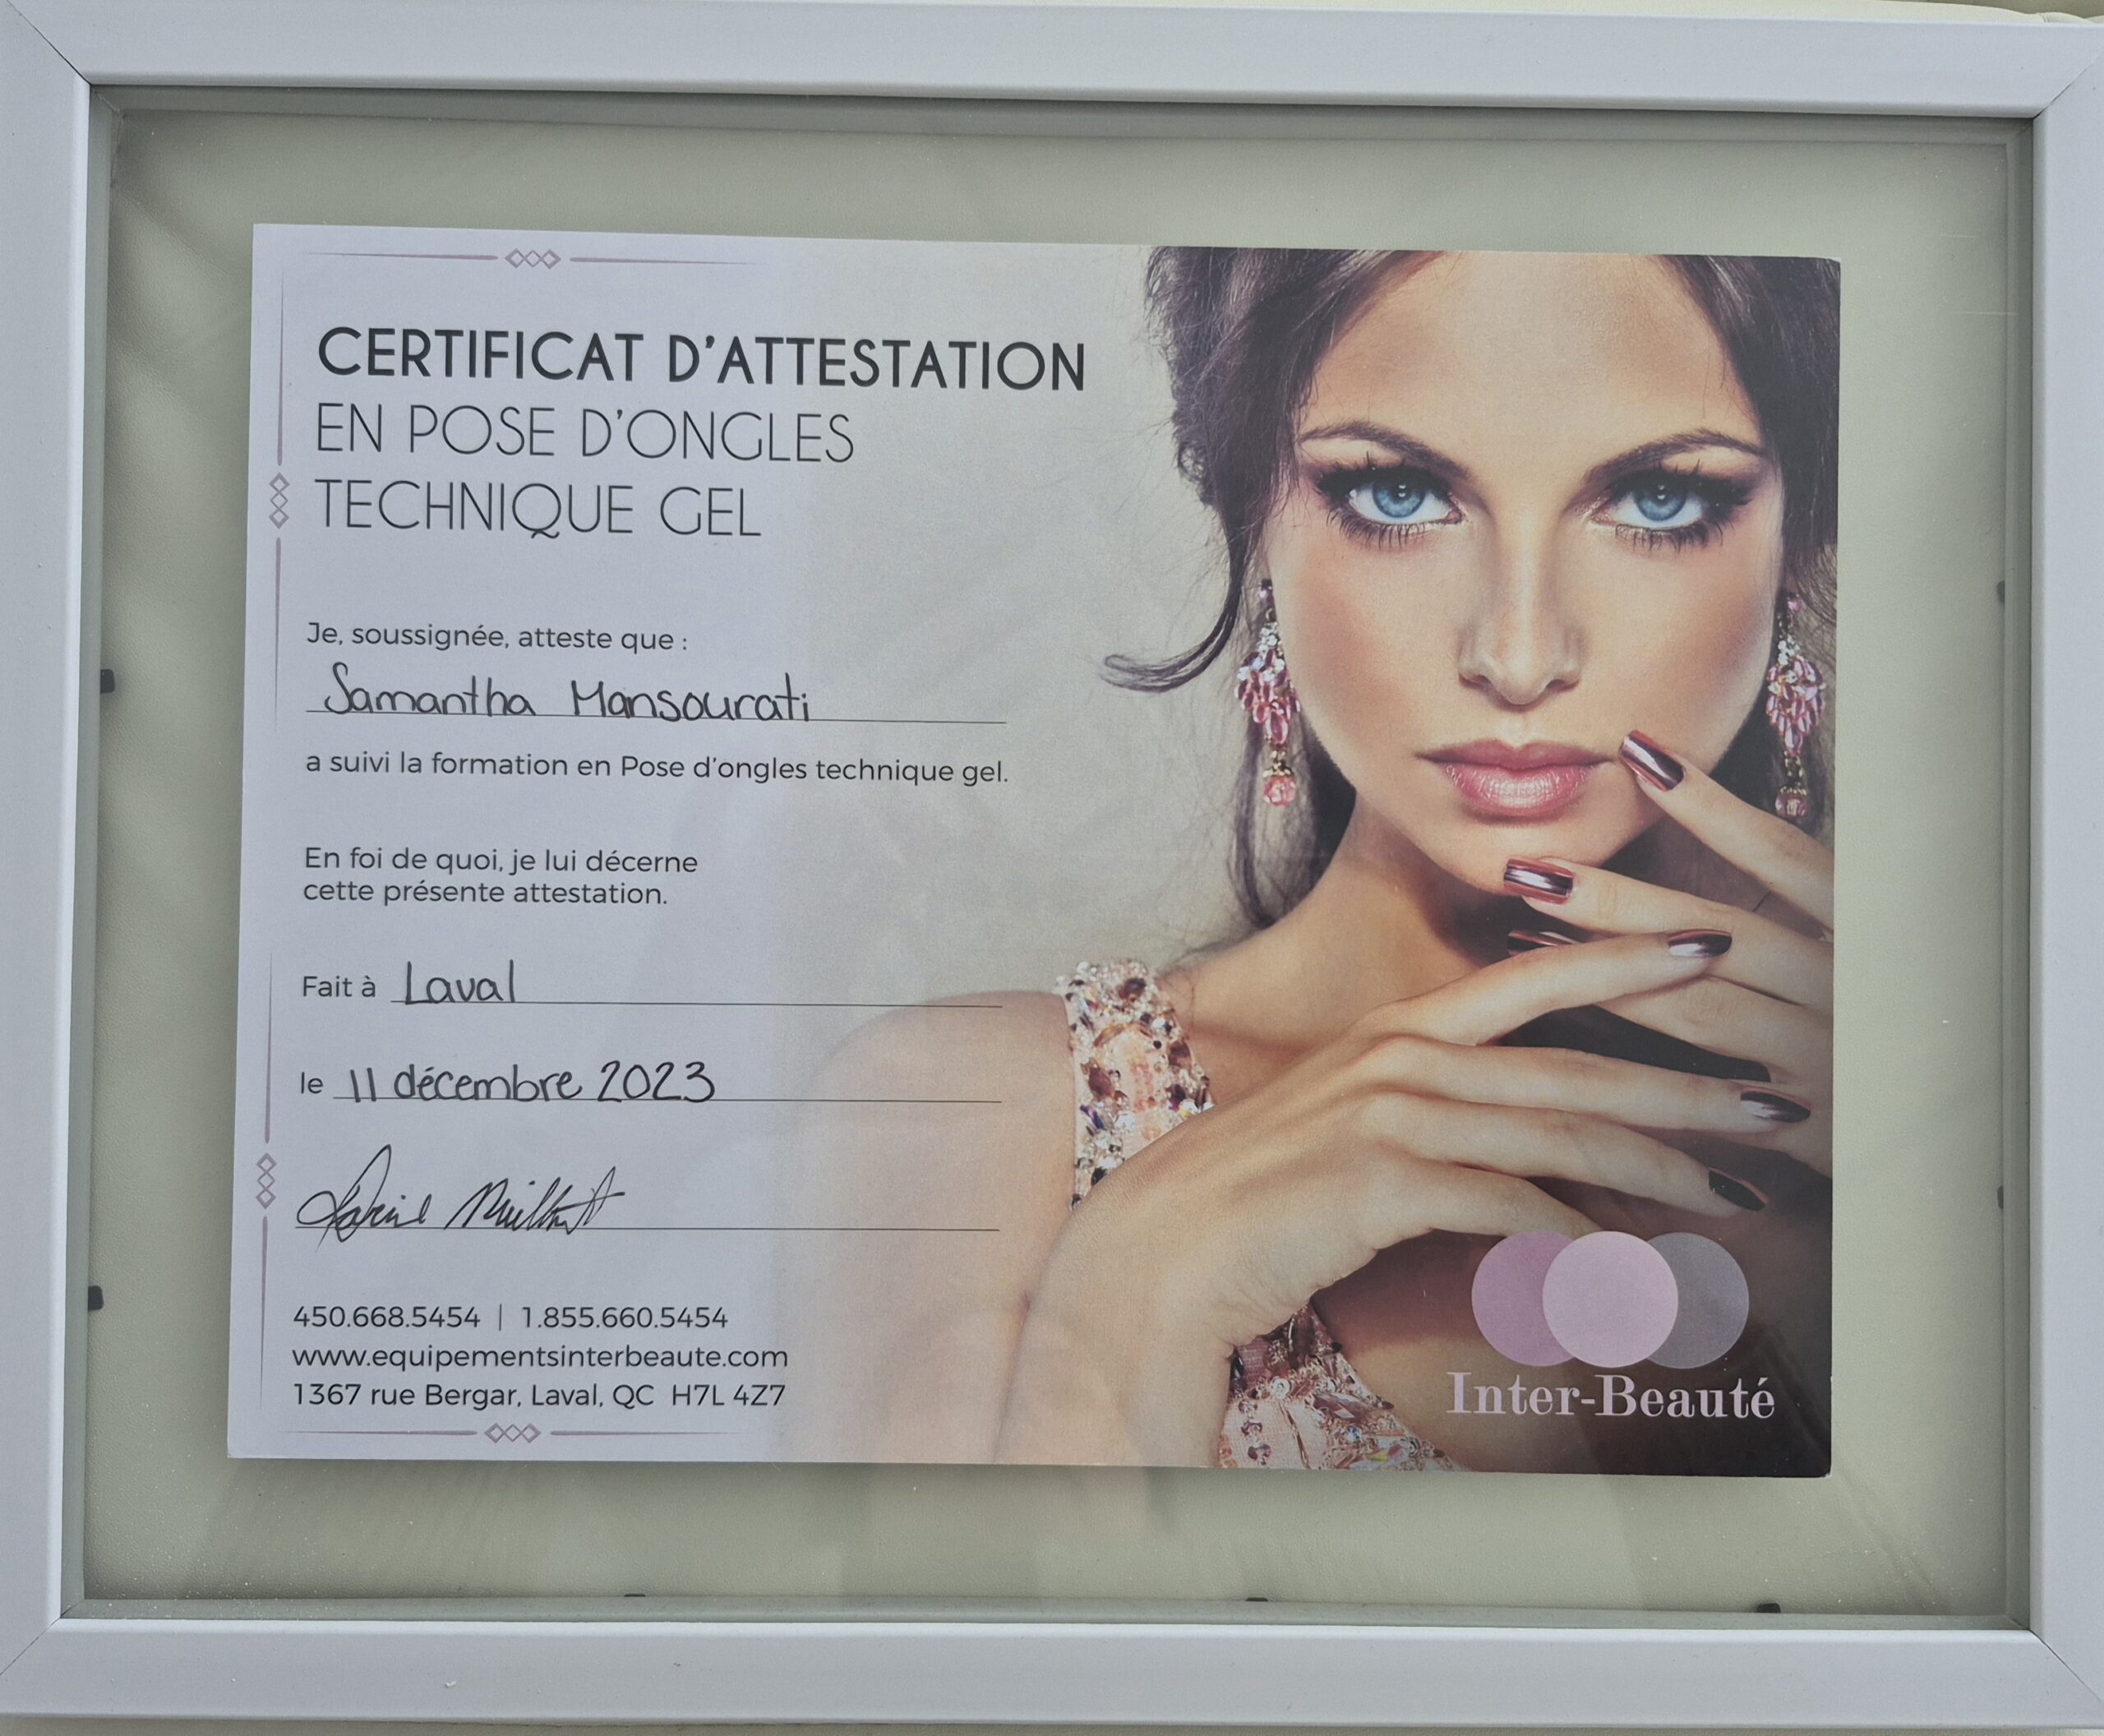 CERTIFICAT D'ATTESTATION
EN POSE D'ONGLES
TECHNIQUE GEL
Je, soussignée, atteste que :
Samantha Mansourati
a suivi la formation en Pose d'ongles technique gel.
En foi de quoi, je lui décerne
cette présente attestation.
Fait à Laval
le 11 décembre 2023
450.668.5454 | 1.855.660.5454
www.equipementsinterbeaute.com
1367 rue Bergar, Laval, QC H7L 4Z7
Inter-Beauté